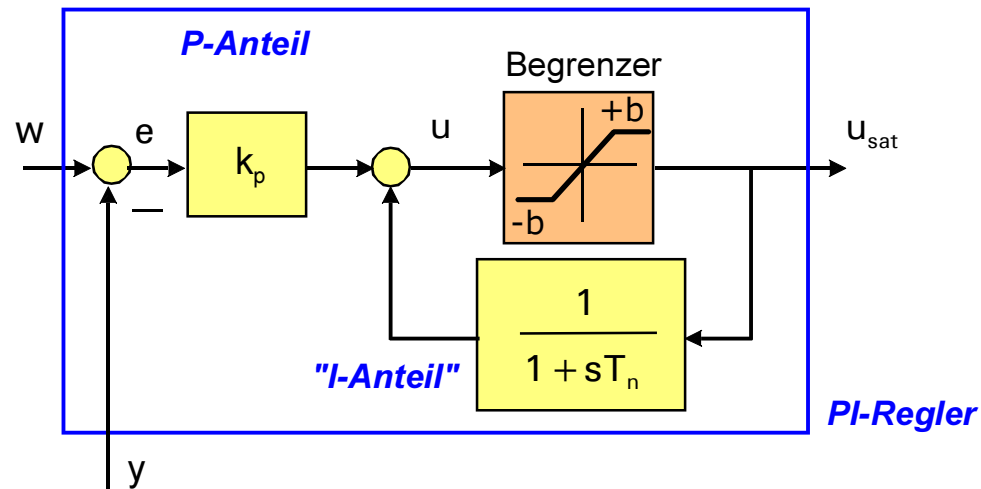 P-Anteil
Begrenzer
w
e
k_p
u
+b
-b
u_sat
—
1
1 + sT_n
"I-Anteil"
PI-Regler
y